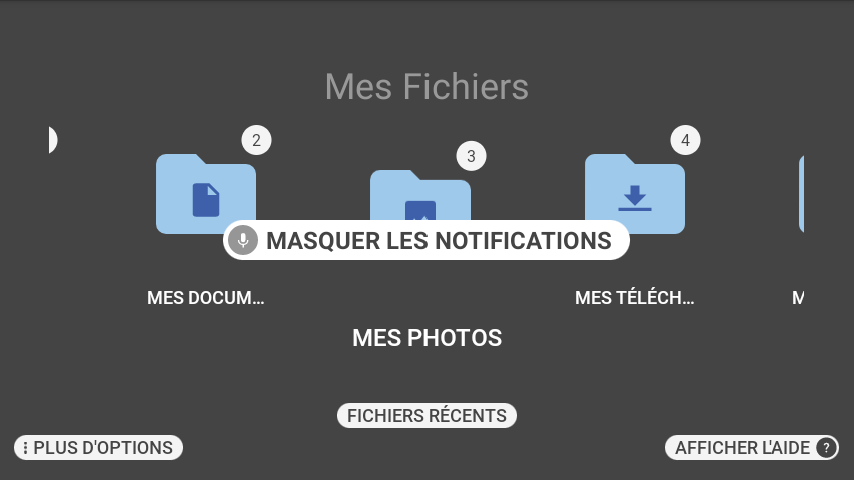 Mes Fichiers
2
3
4
MASQUER LES NOTIFICATIONS
MES DOCUM...
MES TÉLÉCH...
M
MES PHOTOS
FICHIERS RÉCENTS
PLUS D'OPTIONS
AFFICHER L'AIDE ?